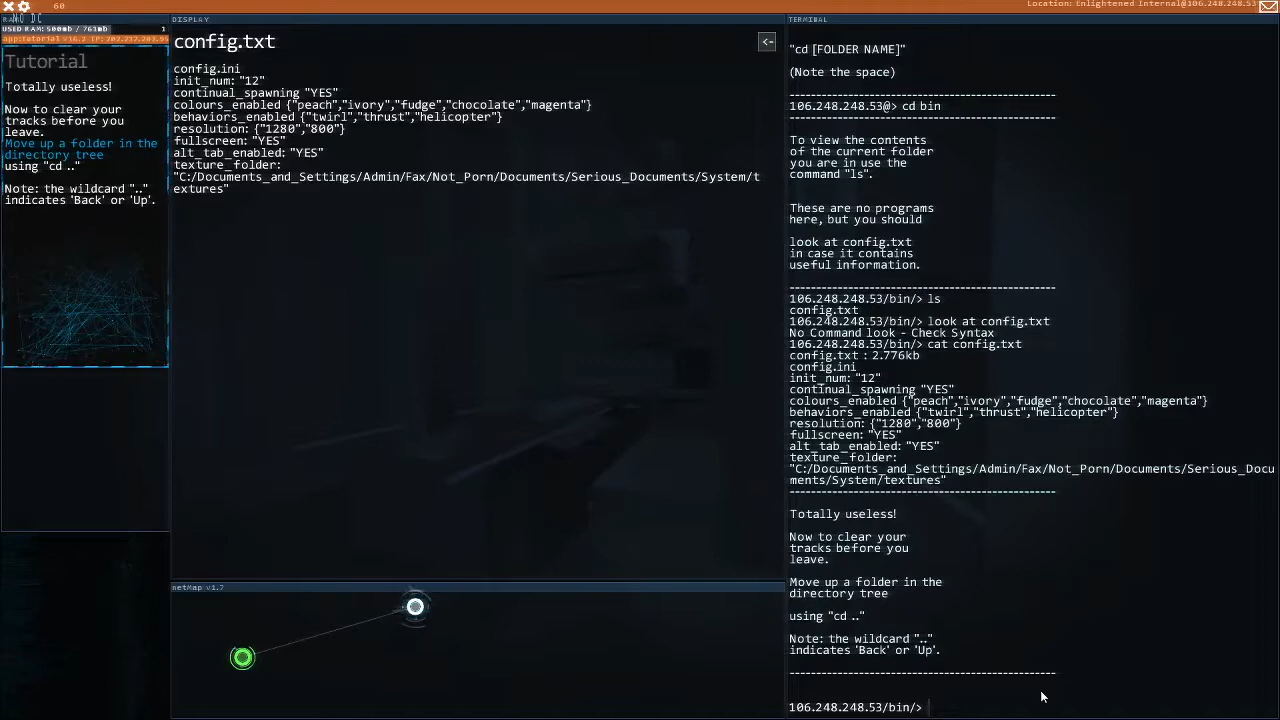 60
Location: Enlightened Internal@106.248.248.53
DISPLAY
TERMINAL
USED RAM: 500mb / 761mb
1
Tutorial
Totally useless!
Now to clear your
tracks before you
leave.
Move up a folder in the
directory tree
using "cd .."
Note: the wildcard ".."
indicates 'Back' or 'Up'.
config.txt
<-
config.ini
init_num: "12"
continual_spawning "YES"
colours_enabled {"peach","ivory","fudge","chocolate","magenta"}
behaviors_enabled {"twirl","thrust","helicopter"}
resolution: {"1280","800"}
fullscreen: "YES"
alt_tab_enabled: "YES"
texture_folder:
"C:/Documents_and_Settings/Admin/Fax/Not_Porn/Documents/Serious_Documents/System/t
extures"
netMap v1.7
"cd [FOLDER NAME]"
(Note the space)
--------------------------------------------------
106.248.248.53@> cd bin
--------------------------------------------------
To view the contents
of the current folder
you are in use the
command "ls".
These are no programs
here, but you should
look at config.txt
in case it contains
useful information.
--------------------------------------------------
106.248.248.53/bin/> ls
config.txt
106.248.248.53/bin/> look at config.txt
No Command look - Check Syntax
106.248.248.53/bin/> cat config.txt
config.txt : 2.776kb
config.ini
init_num: "12"
continual_spawning "YES"
colours_enabled {"peach","ivory","fudge","chocolate","magenta"}
behaviors_enabled {"twirl","thrust","helicopter"}
resolution: {"1280","800"}
fullscreen: "YES"
alt_tab_enabled: "YES"
texture_folder:
"C:/Documents_and_Settings/Admin/Fax/Not_Porn/Documents/Serious_Docu
ments/System/textures"
--------------------------------------------------
Totally useless!
Now to clear your
tracks before you
leave.
Move up a folder in the
directory tree
using "cd .."
Note: the wildcard ".."
indicates 'Back' or 'Up'.
--------------------------------------------------
106.248.248.53/bin/>